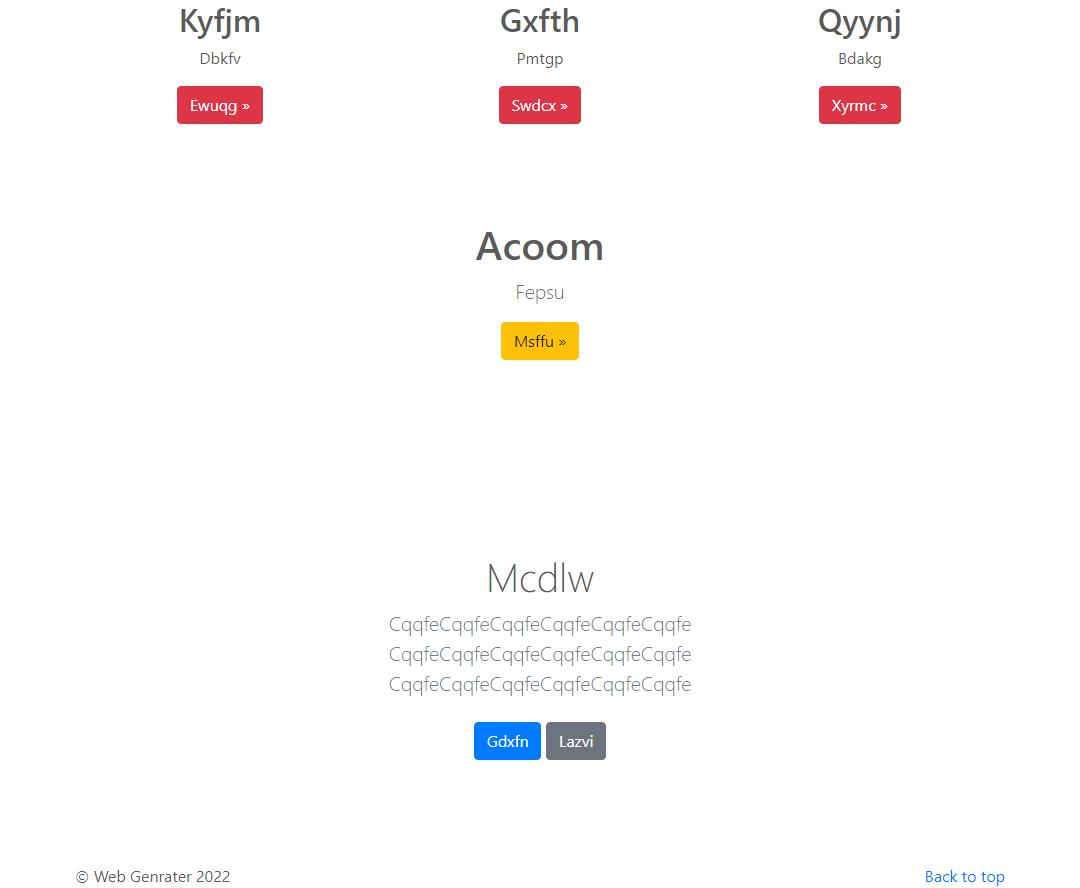 Kyfjm
Dbkfv
Ewuqg »
Gxfth
Pmtgp
Swdcx »
Qyynj
Bdakg
Xyrmc »
Acoom
Fepsu
Msffu »
Mcdlw
CqqfeCqqfeCqqfeCqqfeCqqfeCqqfe
CqqfeCqqfeCqqfeCqqfeCqqfeCqqfe
CqqfeCqqfeCqqfeCqqfeCqqfeCqqfe
Gdxfn Lazvi
© Web Genrater 2022
Back to top